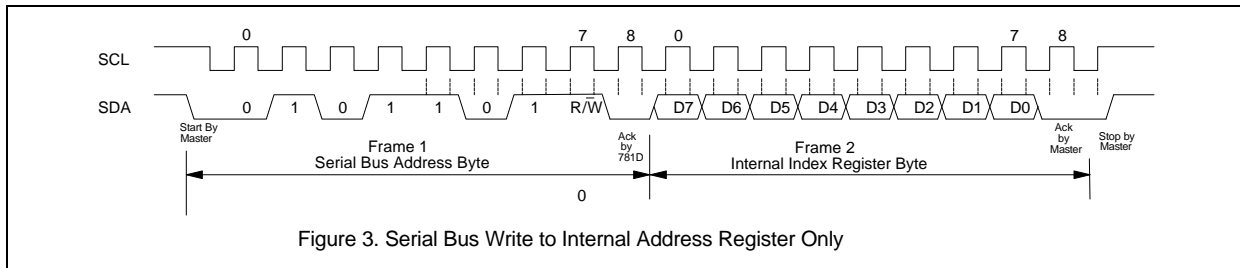 0 7 8 0 7 8
SCL
SDA 0 1 0 1 1 0 1 R/W D7 D6 D5 D4 D3 D2 D1 D0
Start By
Master
Ack
by
781D
Ack
by
Master
Stop by
Master
Frame 1
Serial Bus Address Byte
Frame 2
Internal Index Register Byte
0
Figure 3. Serial Bus Write to Internal Address Register Only